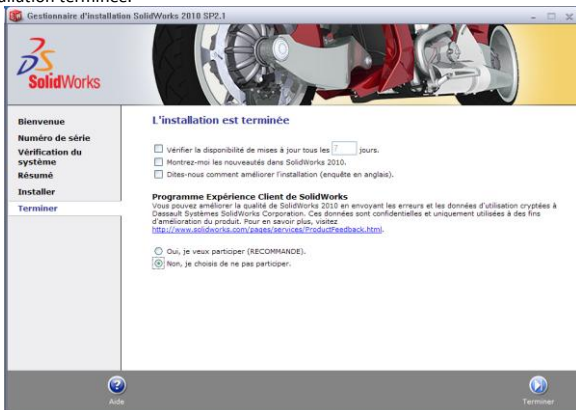 allation terminée.
Gestionnaire d'installation SolidWorks 2010 SP2.1
SolidWorks
Bienvenue
Numéro de série
Vérification du
système
Résumé
Installer
Terminer
L'installation est terminée
Vérifier la disponibilité de mises à jour tous les 7 jours.
Montrez-moi les nouveautés dans SolidWorks 2010.
Dites-nous comment améliorer l'installation (enquête en anglais).
Programme Expérience Client de SolidWorks
Vous pouvez améliorer la qualité de SolidWorks 2010 en envoyant les erreurs et les données d'utilisation cryptées à
Dassault Systèmes SolidWorks Corporation. Ces données sont confidentielles et uniquement utilisées à des fins
d'amélioration du produit. Pour en savoir plus, visitez
http://www.solidworks.com/pages/services/ProductFeedback.html.
Oui, je veux participer (RECOMMANDE).
Non, je choisis de ne pas participer.
Aide
Terminer